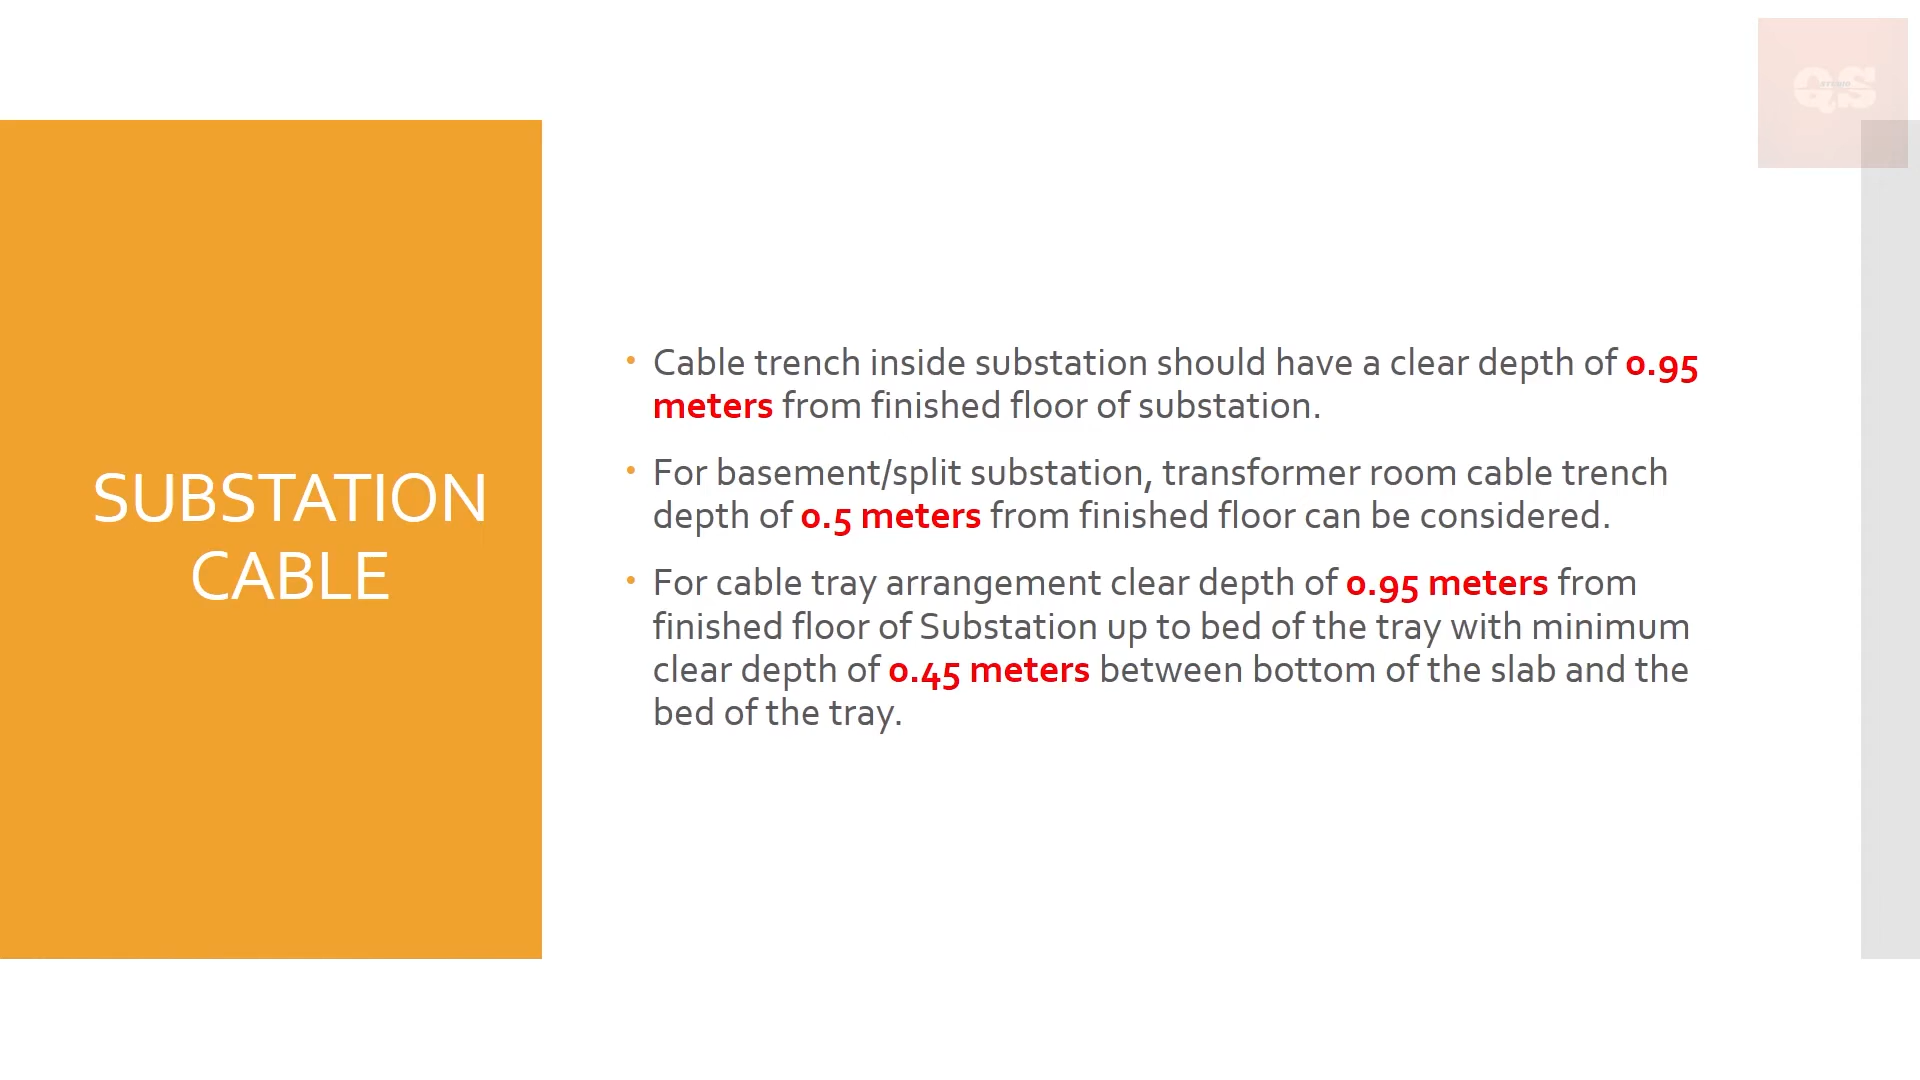 SUBSTATION
CABLE
• Cable trench inside substation should have a clear depth of 0.95
meters from finished floor of substation.
• For basement/split substation, transformer room cable trench
depth of 0.5 meters from finished floor can be considered.
• For cable tray arrangement clear depth of 0.95 meters from
finished floor of Substation up to bed of the tray with minimum
clear depth of 0.45 meters between bottom of the slab and the
bed of the tray.
QS